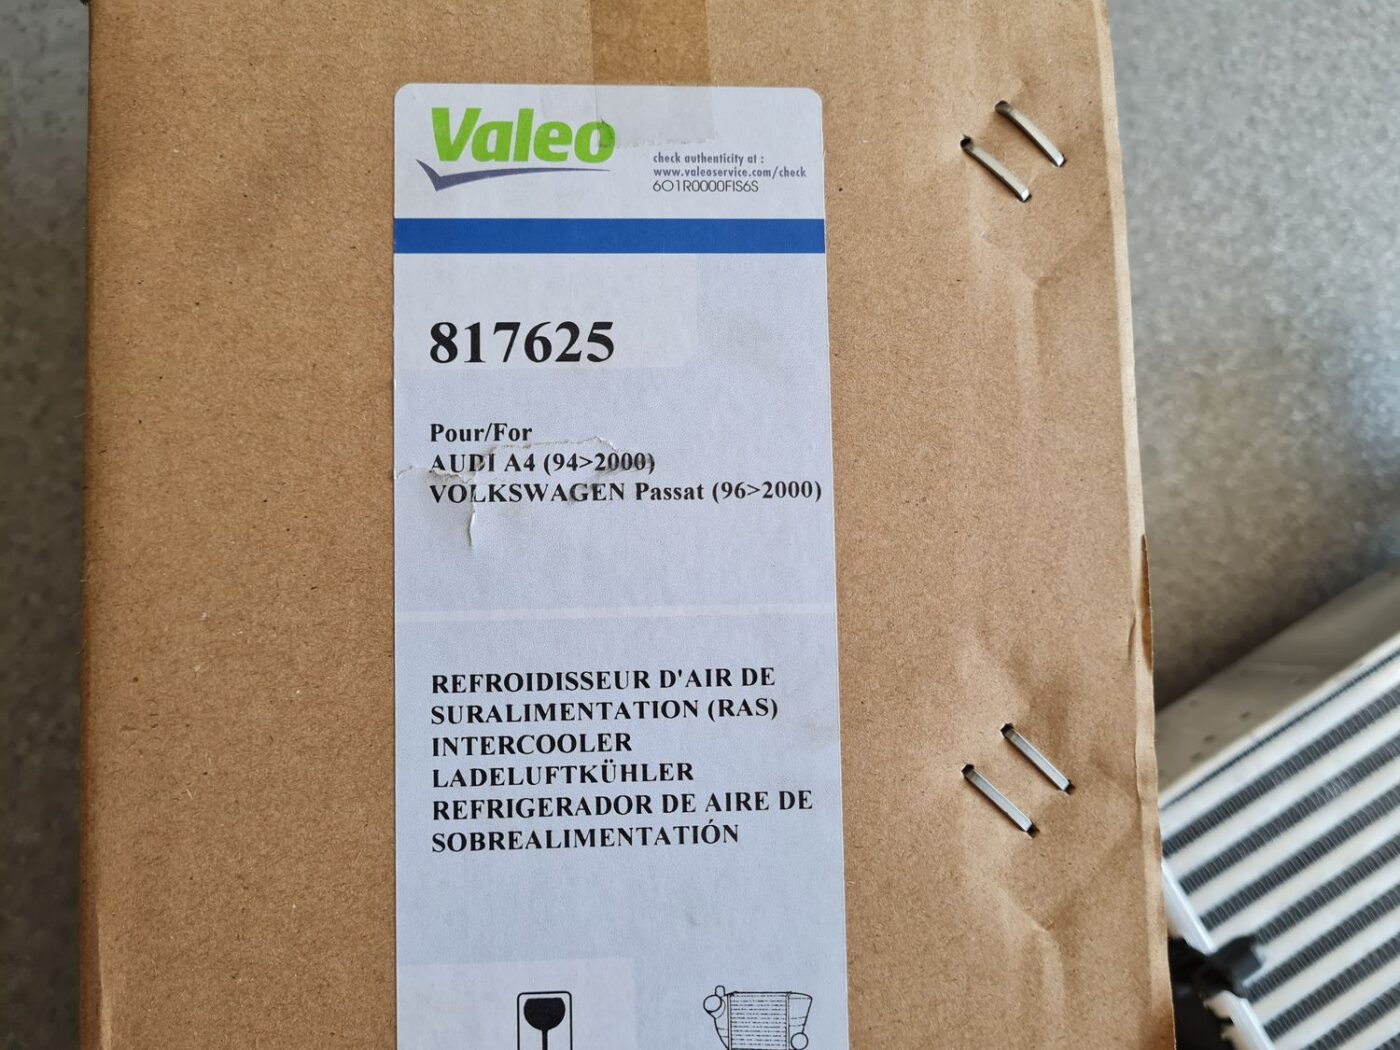 Valeo
check authenticity at :
www.valeoservice.com/check
6O1R0000FIS6S
817625
Pour/For
AUDI A4 (94>2000)
VOLKSWAGEN Passat (96>2000)
REFROIDISSEUR D'AIR DE
SURALIMENTATION (RAS)
INTERCOOLER
LADELUFTKÜHLER
REFRIGERADOR DE AIRE DE
SOBREALIMENTATIÓN